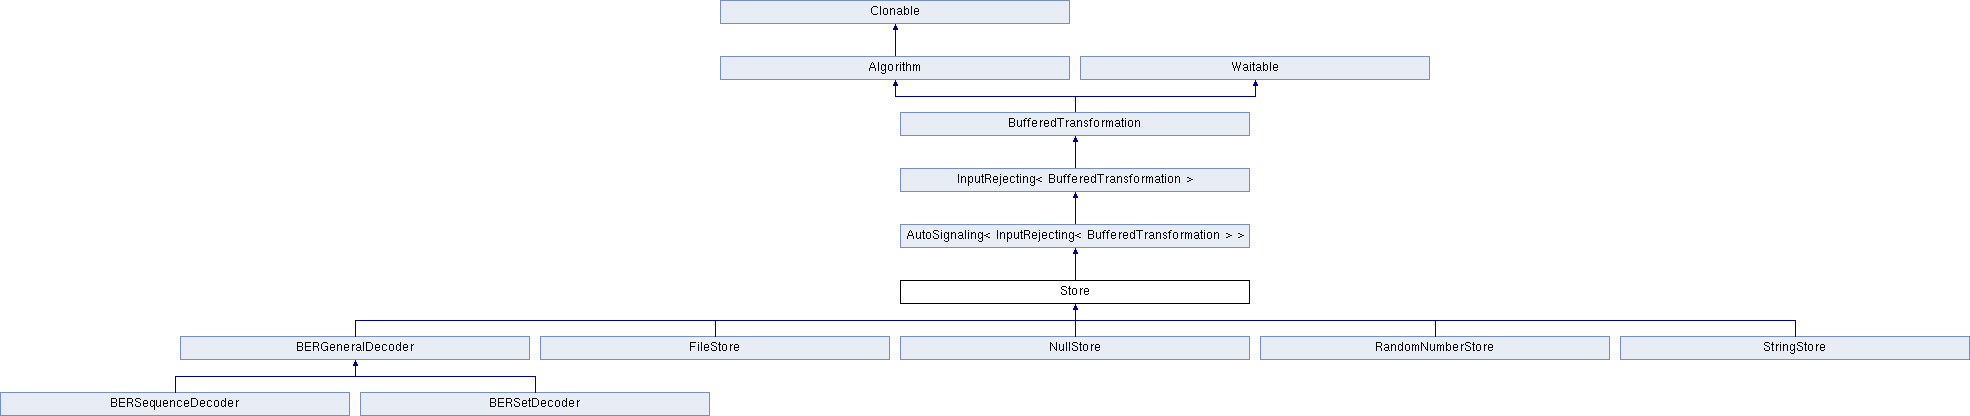 Clonable
Algorithm
Waitable
BufferedTransformation
InputRejecting< BufferedTransformation >
AutoSignaling< InputRejecting< BufferedTransformation > >
Store
BERGeneralDecoder
FileStore
NullStore
RandomNumberStore
StringStore
BERSequenceDecoder
BERSetDecoder